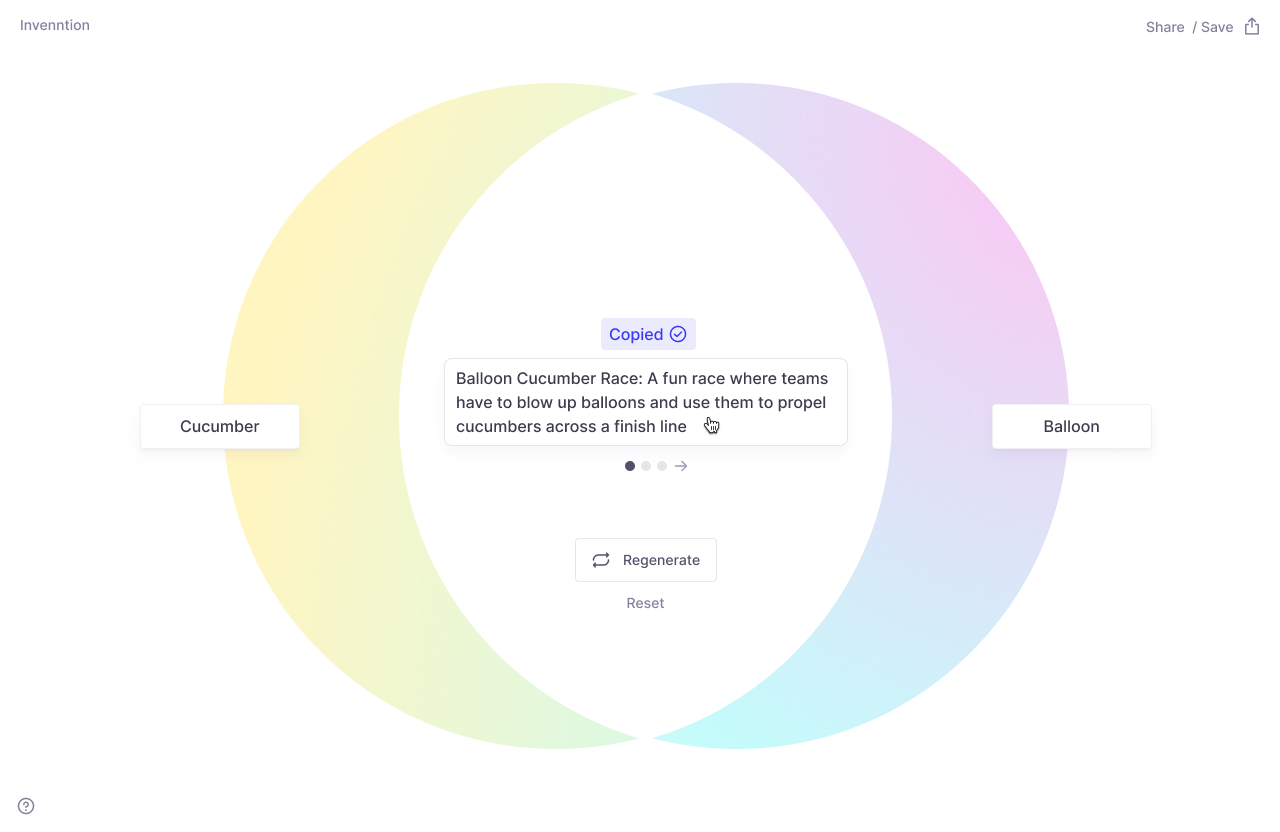 Invenntion
Share / Save
Copied
Balloon Cucumber Race: A fun race where teams
have to blow up balloons and use them to propel
cucumbers across a finish line
Cucumber
Balloon
Regenerate
Reset
?